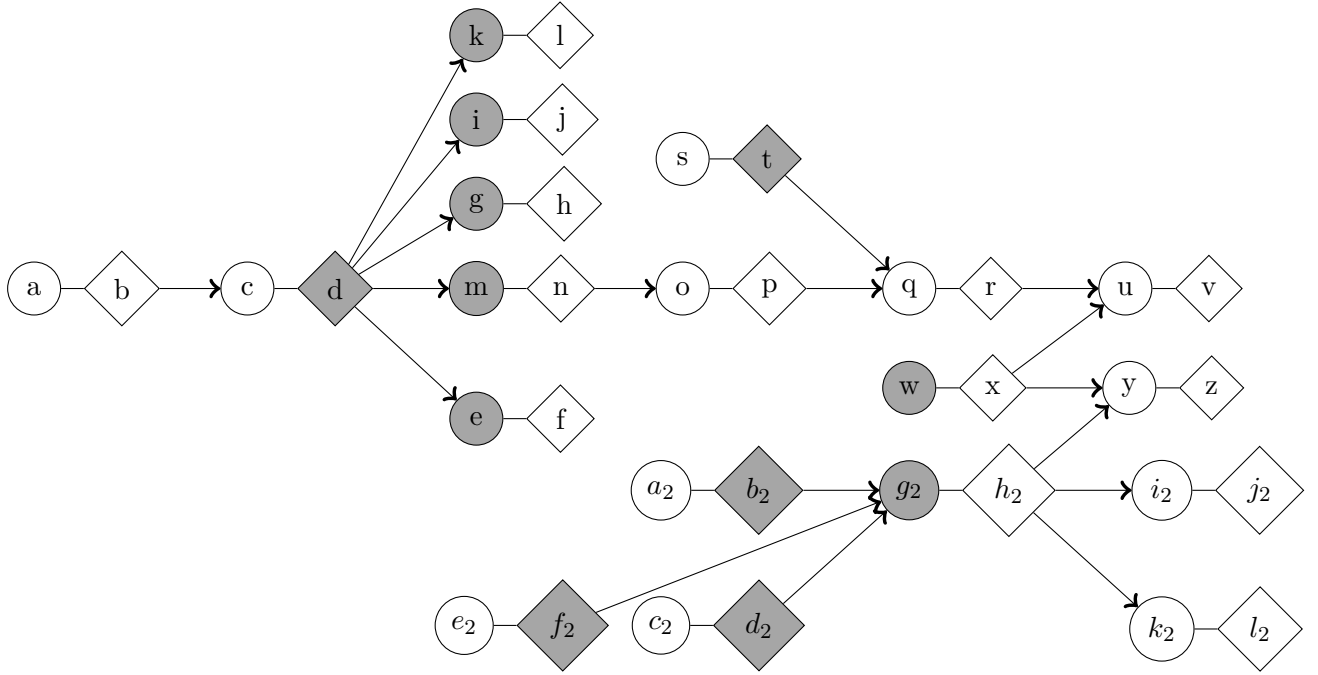 k l
i j
s t
g h
a b c d m n o p q r u v
w x y z
e f
a₂ b₂ g₂ h₂ i₂ j₂
e₂ f₂ c₂ d₂ k₂ l₂